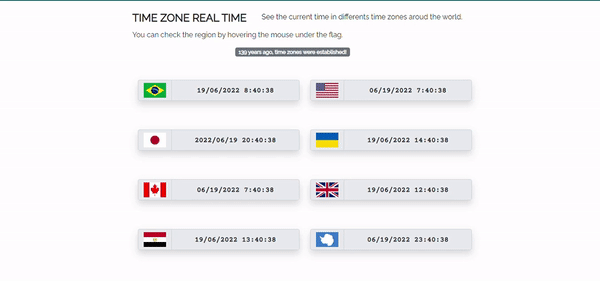 TIME ZONE REAL TIME See the current time in differents time zones aroud the world.
You can check the region by hovering the mouse under the flag.
139 years ago, time zones were established!
19/06/2022 8:40:38 06/19/2022 7:40:38
2022/06/19 20:40:38 19/06/2022 14:40:38
06/19/2022 7:40:38 19/06/2022 12:40:38
19/06/2022 13:40:38 06/19/2022 23:40:38